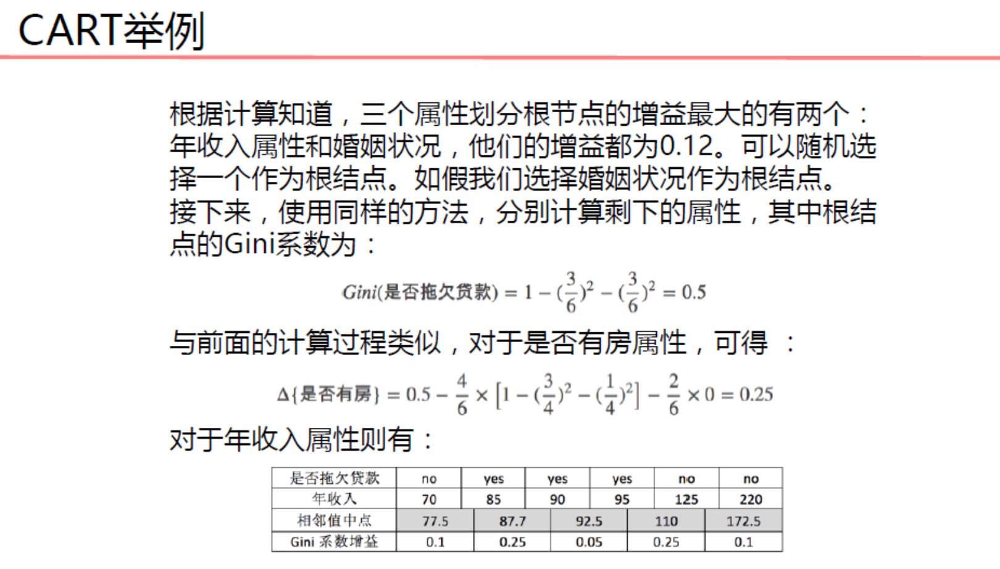 CART举例
根据计算知道，三个属性划分根节点的增益最大的有两个：
年收入属性和婚姻状况，他们的增益都为0.12。可以随机选
择一个作为根结点。如假我们选择婚姻状况作为根结点。
接下来，使用同样的方法，分别计算剩下的属性，其中根结
点的Gini系数为：
Gini(是否拖欠贷款) = 1 − (3/6)² − (3/6)² = 0.5
与前面的计算过程类似，对于是否有房属性，可得 ：
Δ{是否有房} = 0.5 − 4/6 × [1 − (3/4)² − (1/4)²] − 2/6 × 0 = 0.25
对于年收入属性则有：
是否拖欠贷款 no yes yes yes no no
年收入 70 85 90 95 125 220
相邻值中点 77.5 87.7 92.5 110 172.5
Gini 系数增益 0.1 0.25 0.05 0.25 0.1